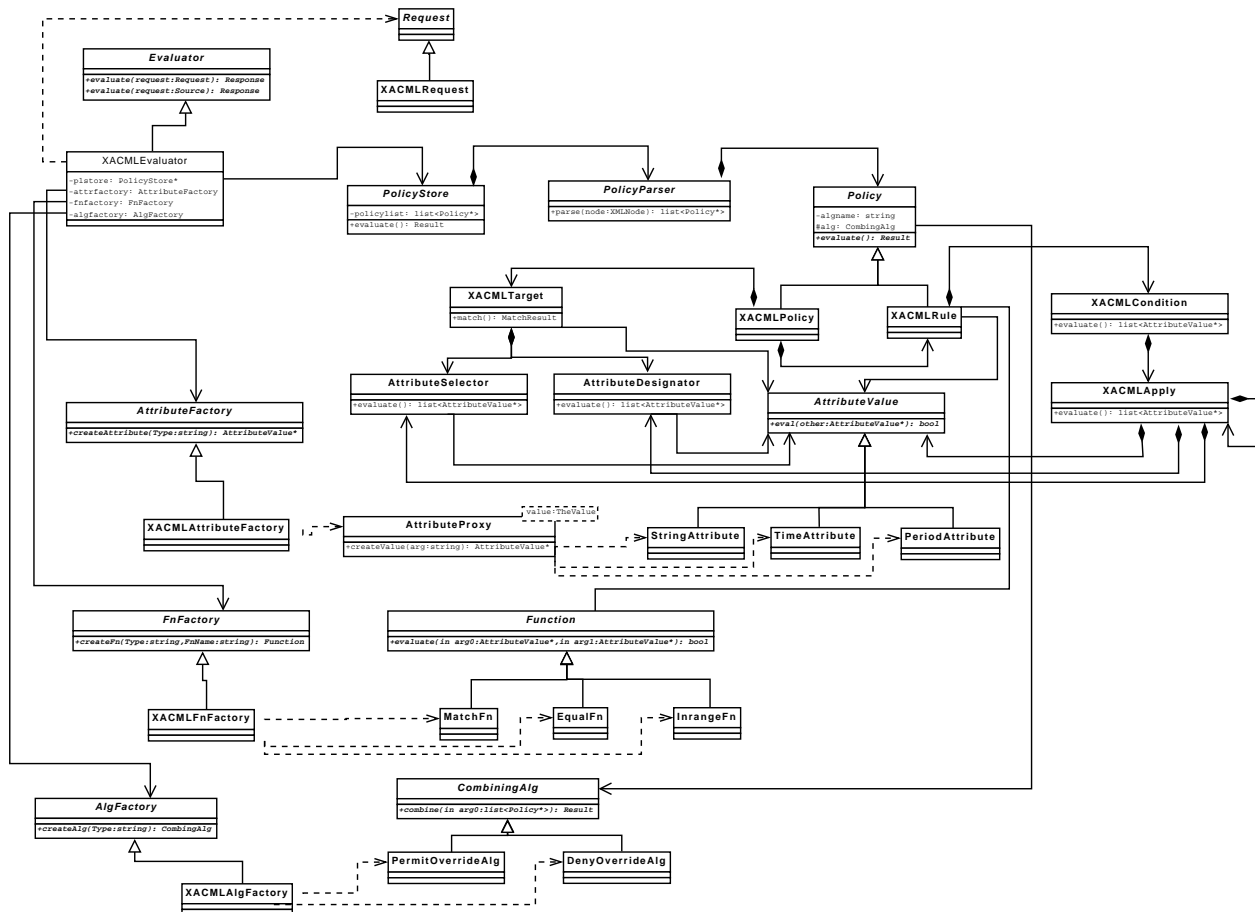 Request
XACMLRequest
Evaluator
+evaluate(request:Request): Response
+evaluate(request:Source): Response
XACMLEvaluator
-plstore: PolicyStore*
-attrfactory: AttributeFactory
-fnfactory: FnFactory
-algfactory: AlgFactory
PolicyStore
-policylist: list<Policy*>
+evaluate(): Result
PolicyParser
+parse(node:XMLNode): list<Policy*>
Policy
-algname: string
#alg: CombingAlg
+evaluate(): Result
XACMLTarget
+match(): MatchResult
XACMLPolicy
XACMLRule
XACMLCondition
+evaluate(): list<AttributeValue*>
AttributeSelector
+evaluate(): list<AttributeValue*>
AttributeDesignator
+evaluate(): list<AttributeValue*>
AttributeValue
+eval(other:AttributeValue*): bool
XACMLApply
+evaluate(): list<AttributeValue*>
AttributeFactory
+createAttribute(Type:string): AttributeValue*
XACMLAttributeFactory
AttributeProxy
value:TheValue
+createValue(arg:string): AttributeValue*
StringAttribute
TimeAttribute
PeriodAttribute
FnFactory
+createFn(Type:string,FnName:string): Function
Function
+evaluate(in arg0:AttributeValue*,in arg1:AttributeValue*): bool
XACMLFnFactory
MatchFn
EqualFn
InrangeFn
AlgFactory
+createAlg(Type:string): CombingAlg
CombiningAlg
+combine(in arg0:list<Policy*>): Result
XACMLAlgFactory
PermitOverrideAlg
DenyOverrideAlg